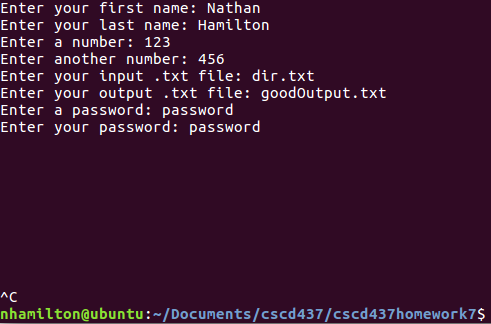 Enter your first name: Nathan
Enter your last name: Hamilton
Enter a number: 123
Enter another number: 456
Enter your input .txt file: dir.txt
Enter your output .txt file: goodOutput.txt
Enter a password: password
Enter your password: password
^C
nhamilton@ubuntu:~/Documents/cscd437/cscd437homework7$